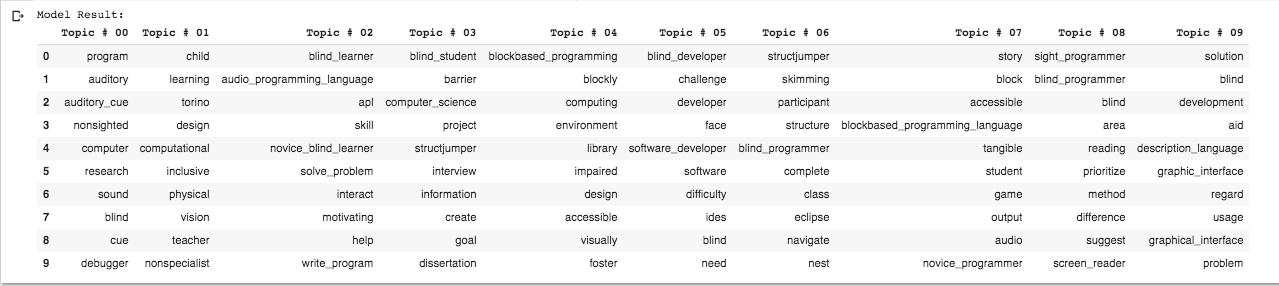 Model Result:
Topic # 00 Topic # 01 Topic # 02 Topic # 03 Topic # 04 Topic # 05 Topic # 06 Topic # 07 Topic # 08 Topic # 09
0 program child blind_learner blind_student blockbased_programming blind_developer structjumper story sight_programmer solution
1 auditory learning audio_programming_language barrier blockly challenge skimming block blind_programmer blind
2 auditory_cue torino apl computer_science computing developer participant accessible blind development
3 nonsighted design skill project environment face structure blockbased_programming_language area aid
4 computer computational novice_blind_learner structjumper library software_developer blind_programmer tangible reading description_language
5 research inclusive solve_problem interview impaired software complete student prioritize graphic_interface
6 sound physical interact information design difficulty class game method regard
7 blind vision motivating create accessible ides eclipse output difference usage
8 cue teacher help goal visually blind navigate audio suggest graphical_interface
9 debugger nonspecialist write_program dissertation foster need nest novice_programmer screen_reader problem